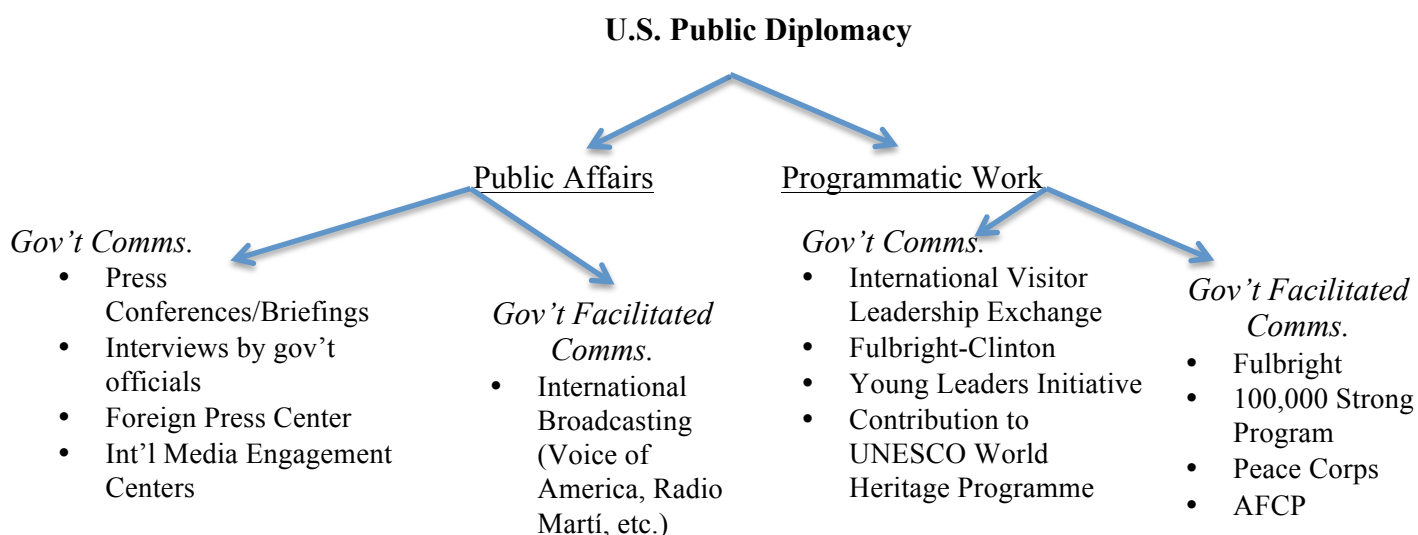 U.S. Public Diplomacy
Public Affairs
Programmatic Work
Gov’t Comms.
• Press
Conferences/Briefings
• Interviews by gov’t
officials
• Foreign Press Center
• Int’l Media Engagement
Centers
Gov’t Facilitated
Comms.
• International
Broadcasting
(Voice of
America, Radio
Martí, etc.)
Gov’t Comms.
• International Visitor
Leadership Exchange
• Fulbright-Clinton
• Young Leaders Initiative
• Contribution to
UNESCO World
Heritage Programme
Gov’t Facilitated
Comms.
• Fulbright
• 100,000 Strong
Program
• Peace Corps
• AFCP